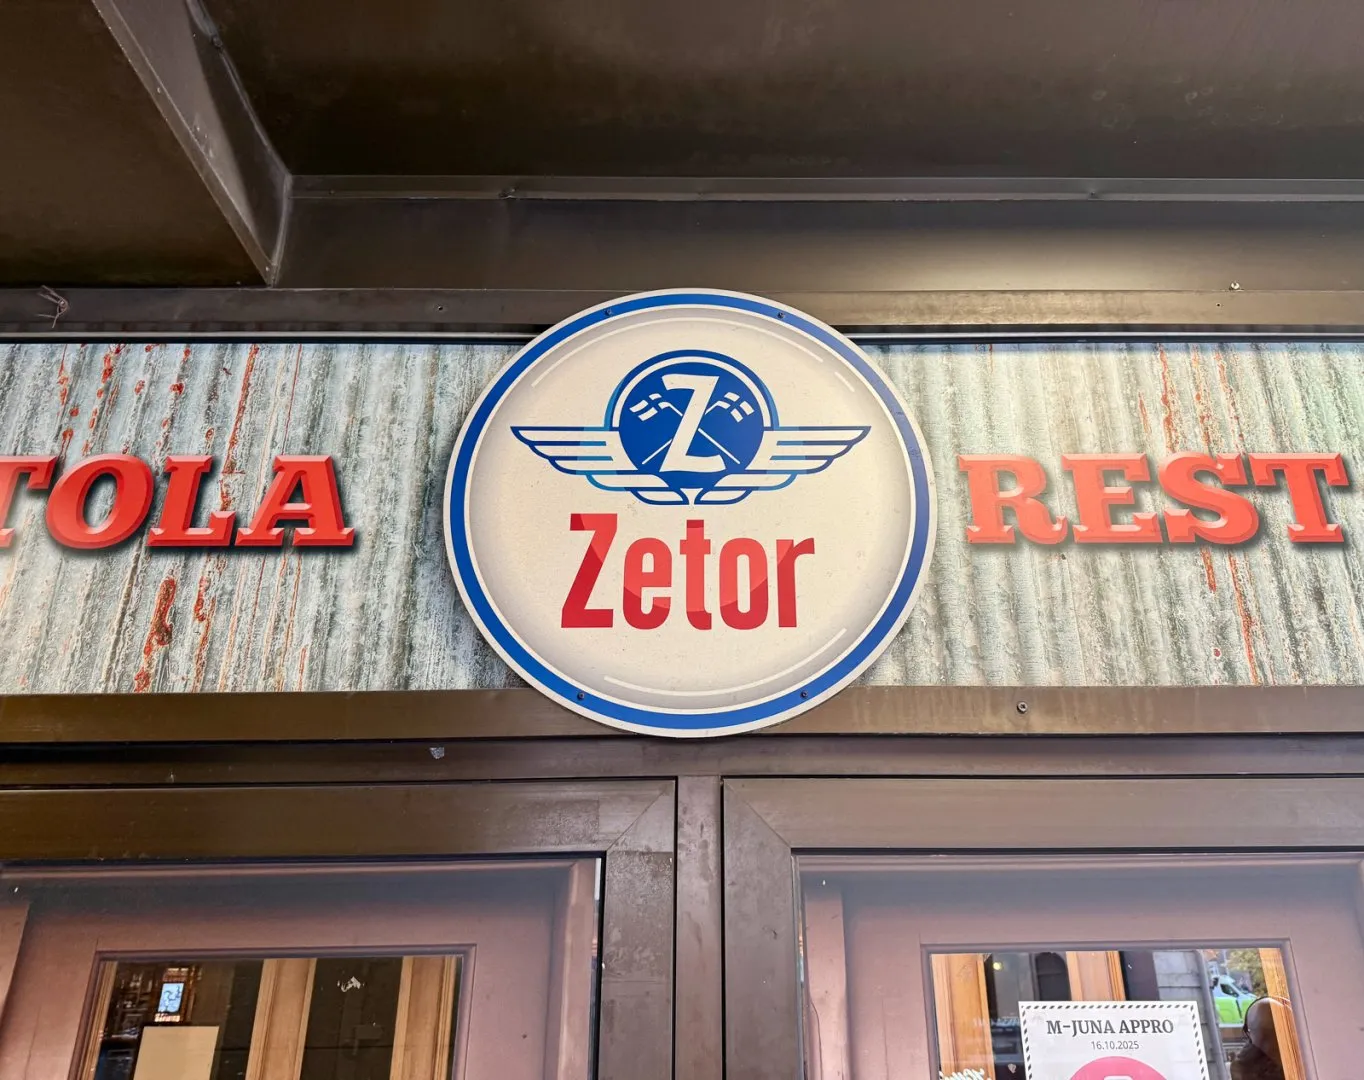 TOLA
Z
Zetor
REST
M-JUNA APPRO
16.10.2025